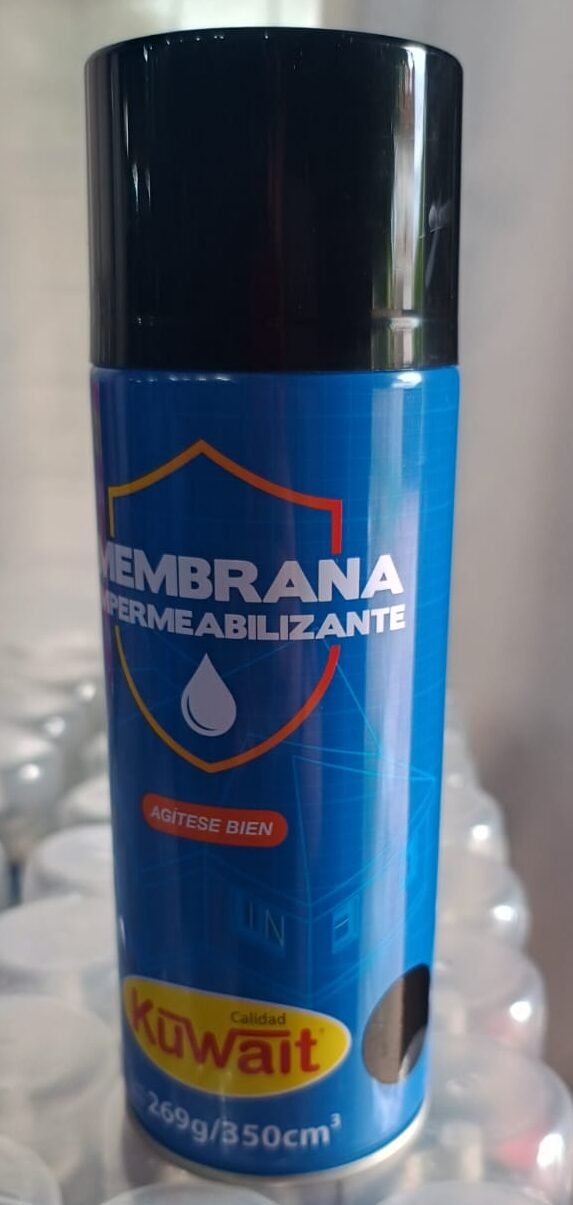 MEMBRANA
IMPERMEABILIZANTE
AGÍTESE BIEN
Calidad
Kuwait
269g/350cm³